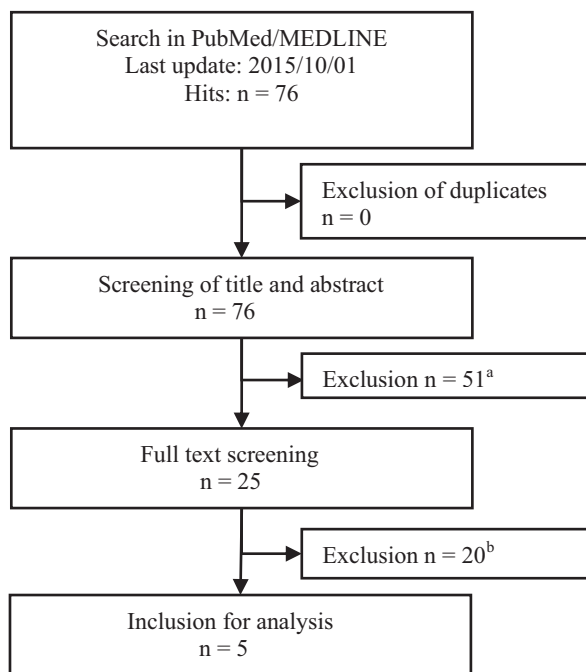 Search in PubMed/MEDLINE
Last update: 2015/10/01
Hits: n = 76
Exclusion of duplicates
n = 0
Screening of title and abstract
n = 76
Exclusion n = 51ᵃ
Full text screening
n = 25
Exclusion n = 20ᵇ
Inclusion for analysis
n = 5